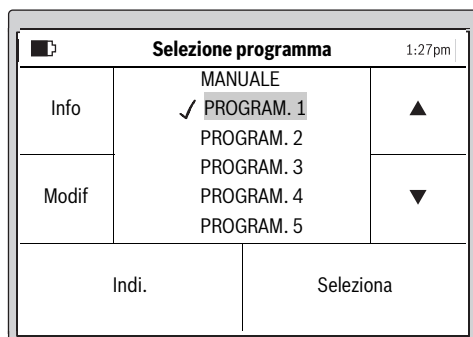 Selezione programma 1:27pm
MANUALE
Info ✓ PROGRAM. 1 ▲
PROGRAM. 2
PROGRAM. 3
Modif PROGRAM. 4 ▼
PROGRAM. 5
Indi. Seleziona